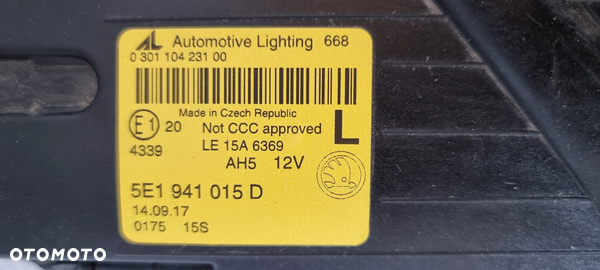 AL Automotive Lighting 668
0 301 104 231 00
Made in Czech Republic
E1 20 Not CCC approved L
4339 LE 15A 6369
AH5 12V
5E1 941 015 D
14.09.17
0175 15S
OTOMOTO
OTOMOTO